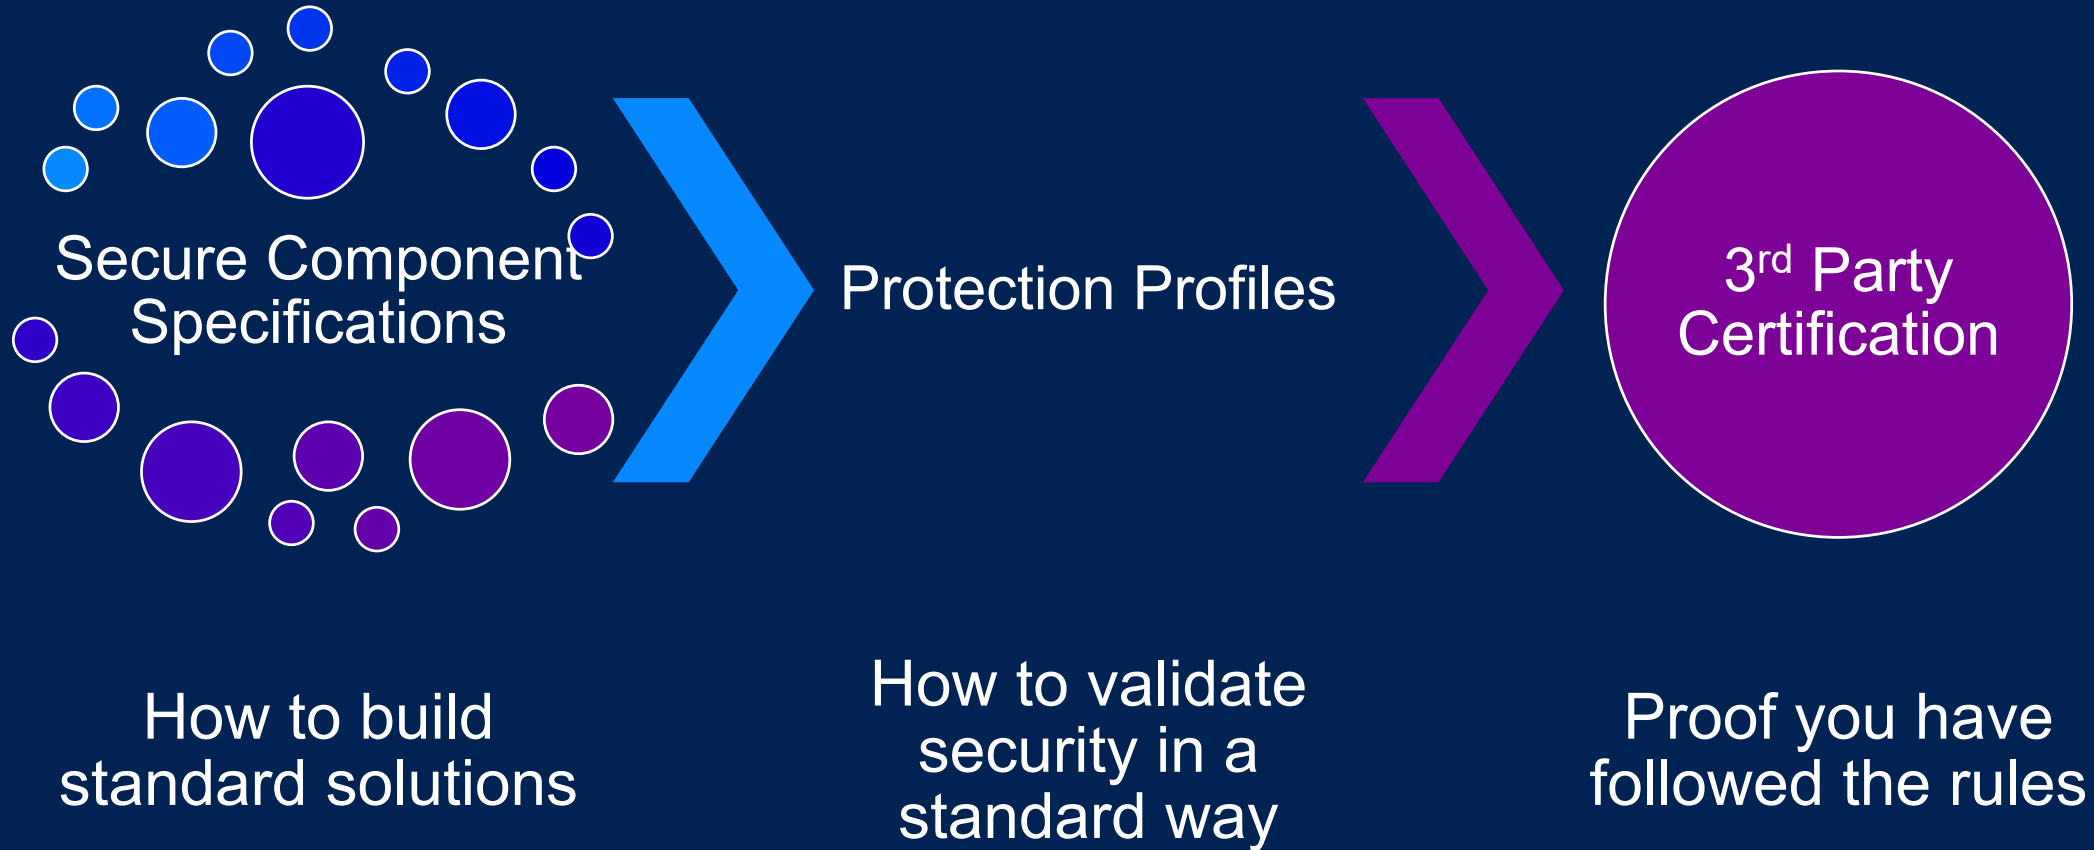 Secure Component
Specifications
Protection Profiles
3rd Party
Certification
How to build
standard solutions
How to validate
security in a
standard way
Proof you have
followed the rules